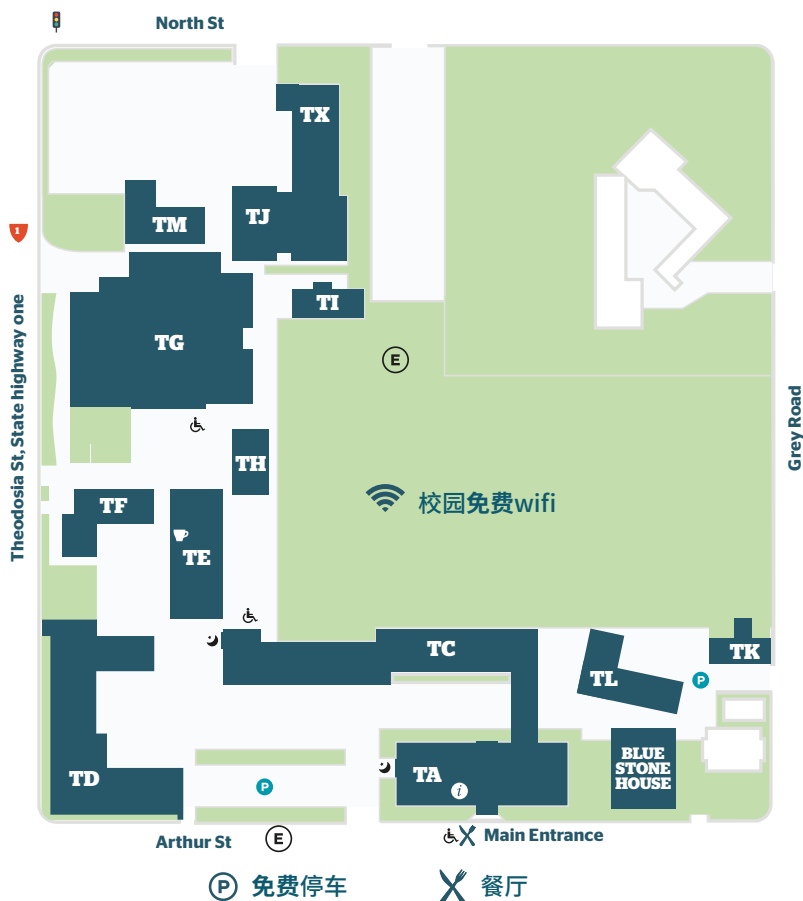 North St
TX
TJ
TM
1
TI
TG
E
Theodosia St, State highway one
Grey Road
TH
校园免费wifi
TF
TE
TC
TK
TL
P
BLUE
STONE
HOUSE
TA
i
TD
P
Arthur St
E
Main Entrance
P 免费停车
餐厅